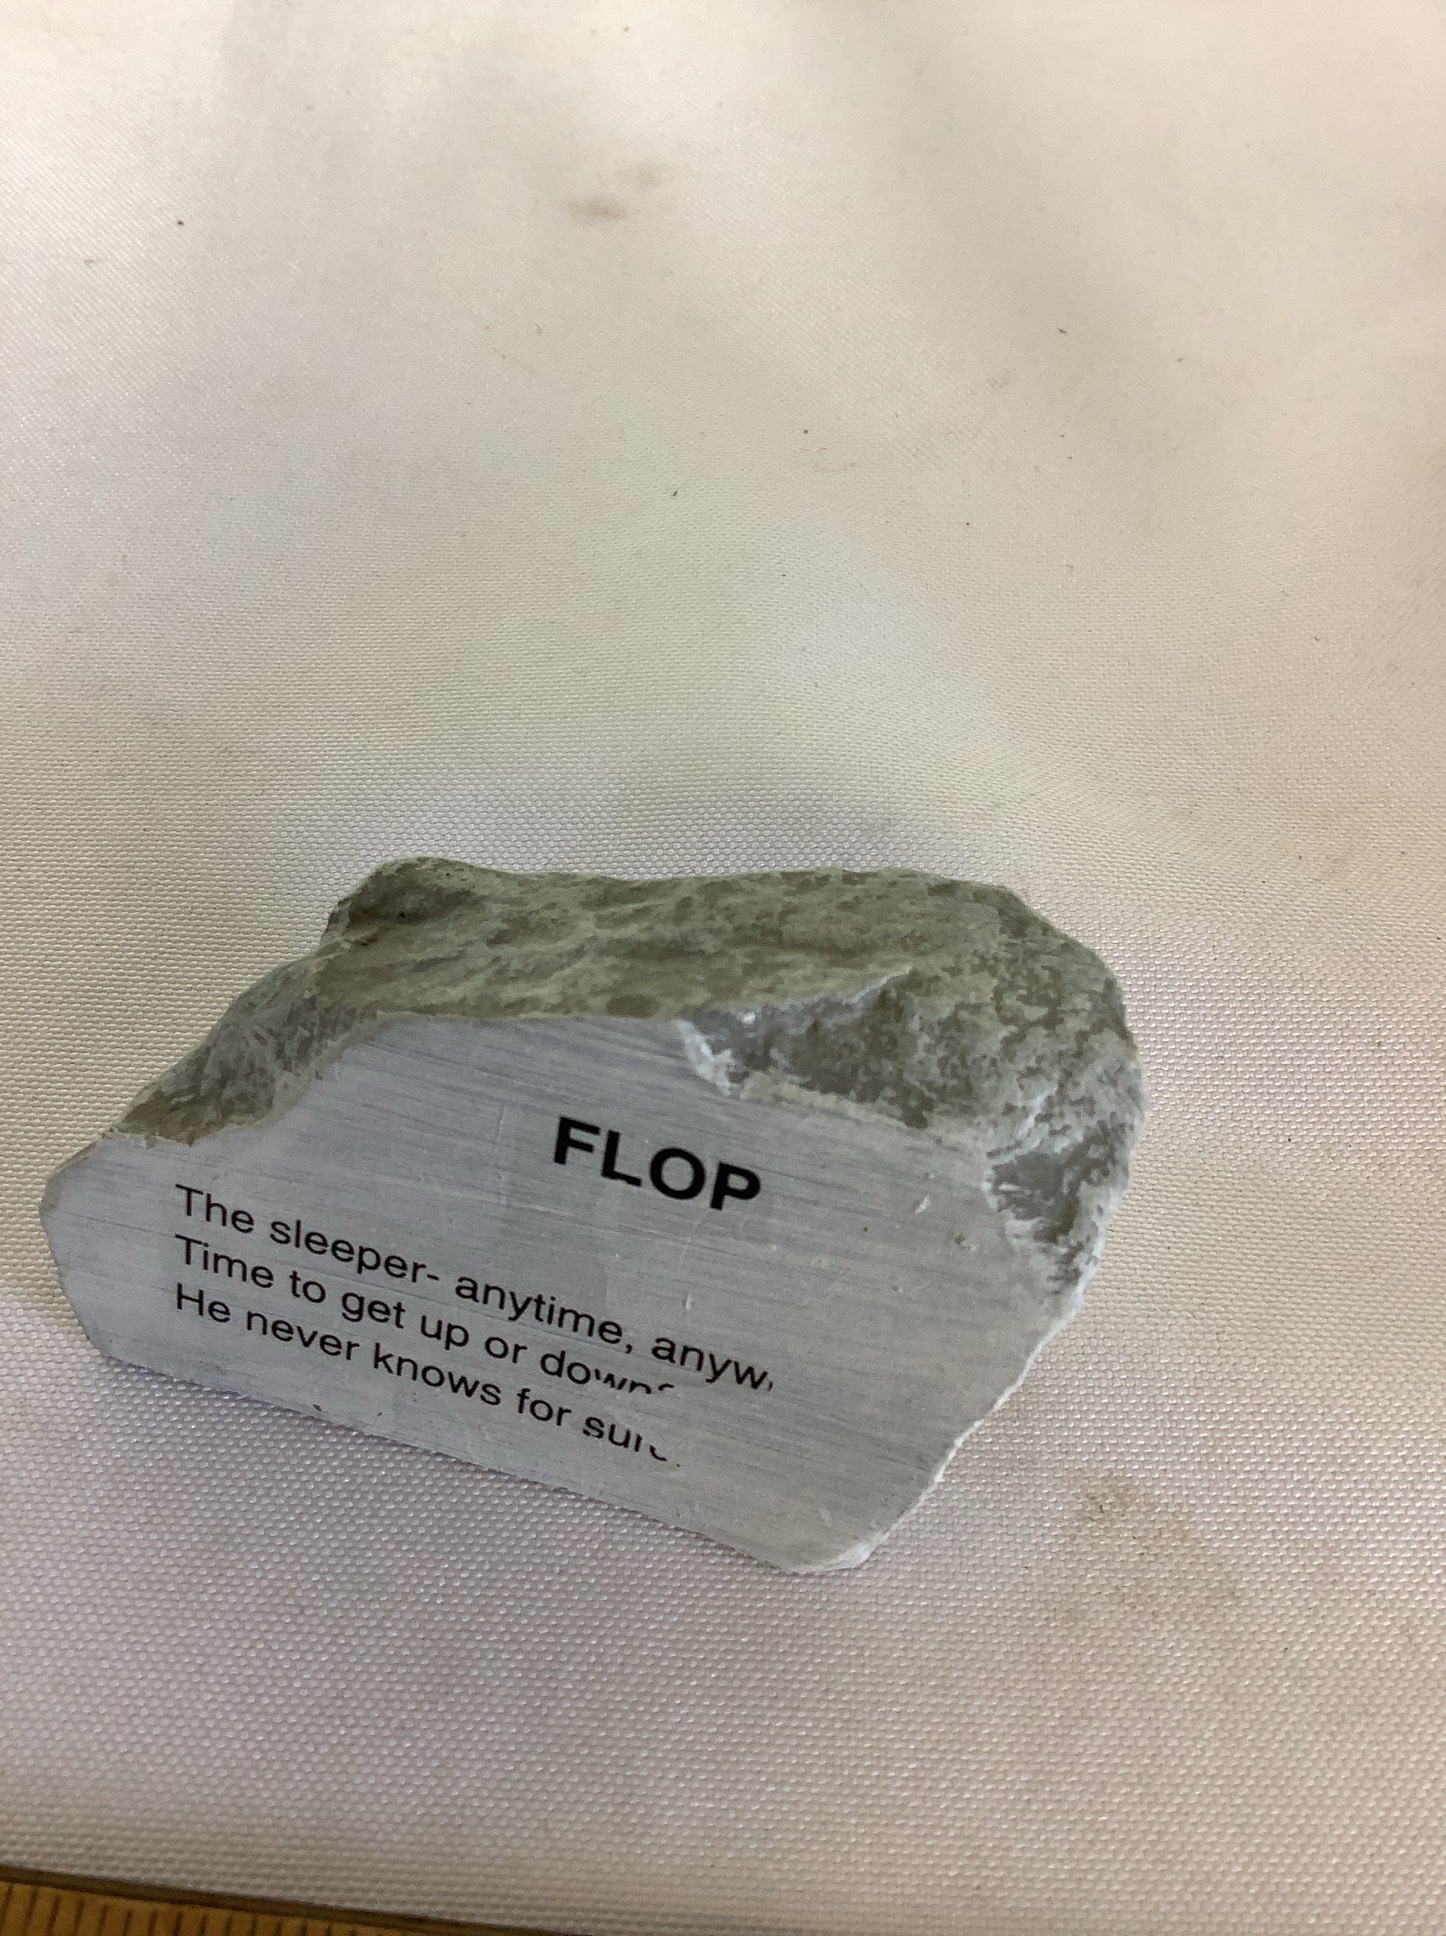 FLOP
The sleeper- anytime,
Time to get up or
He never knows for